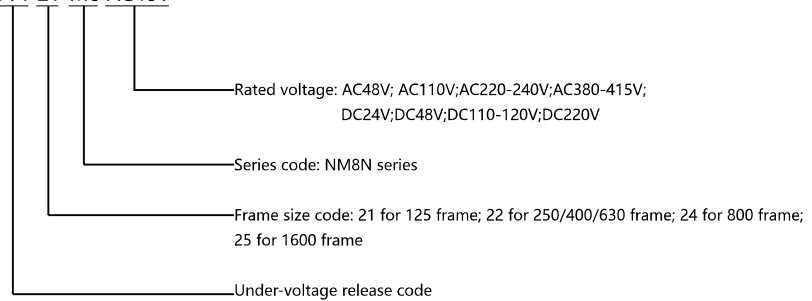 Rated voltage: AC48V; AC110V;AC220-240V;AC380-415V;
DC24V;DC48V;DC110-120V;DC220V
Series code: NM8N series
Frame size code: 21 for 125 frame; 22 for 250/400/630 frame; 24 for 800 frame;
25 for 1600 frame
Under-voltage release code